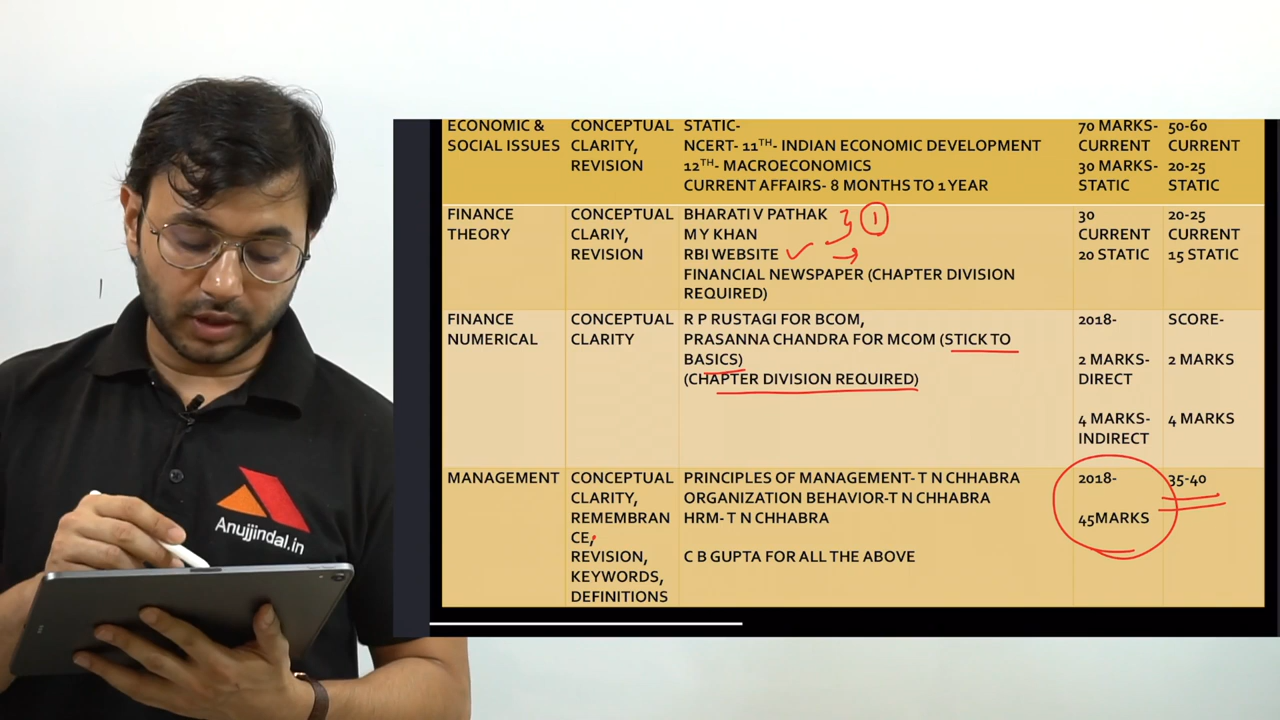 ECONOMIC &
SOCIAL ISSUES
CONCEPTUAL
CLARITY,
REVISION
STATIC-
NCERT- 11TH- INDIAN ECONOMIC DEVELOPMENT
12TH- MACROECONOMICS
CURRENT AFFAIRS- 8 MONTHS TO 1 YEAR
70 MARKS-
CURRENT
30 MARKS-
STATIC
50-60
CURRENT
20-25
STATIC
FINANCE
THEORY
CONCEPTUAL
CLARIY,
REVISION
BHARATI V PATHAK
M Y KHAN
RBI WEBSITE
FINANCIAL NEWSPAPER (CHAPTER DIVISION
REQUIRED)
1
30
CURRENT
20 STATIC
20-25
CURRENT
15 STATIC
FINANCE
NUMERICAL
CONCEPTUAL
CLARITY
R P RUSTAGI FOR BCOM,
PRASANNA CHANDRA FOR MCOM (STICK TO
BASICS)
(CHAPTER DIVISION REQUIRED)
2018-
2 MARKS-
DIRECT
4 MARKS-
INDIRECT
SCORE-
2 MARKS
4 MARKS
MANAGEMENT
CONCEPTUAL
CLARITY,
REMEMBRAN
CE,
REVISION,
KEYWORDS,
DEFINITIONS
PRINCIPLES OF MANAGEMENT- T N CHHABRA
ORGANIZATION BEHAVIOR-T N CHHABRA
HRM- T N CHHABRA
C B GUPTA FOR ALL THE ABOVE
2018-
45MARKS
35-40
Anujjindal.in